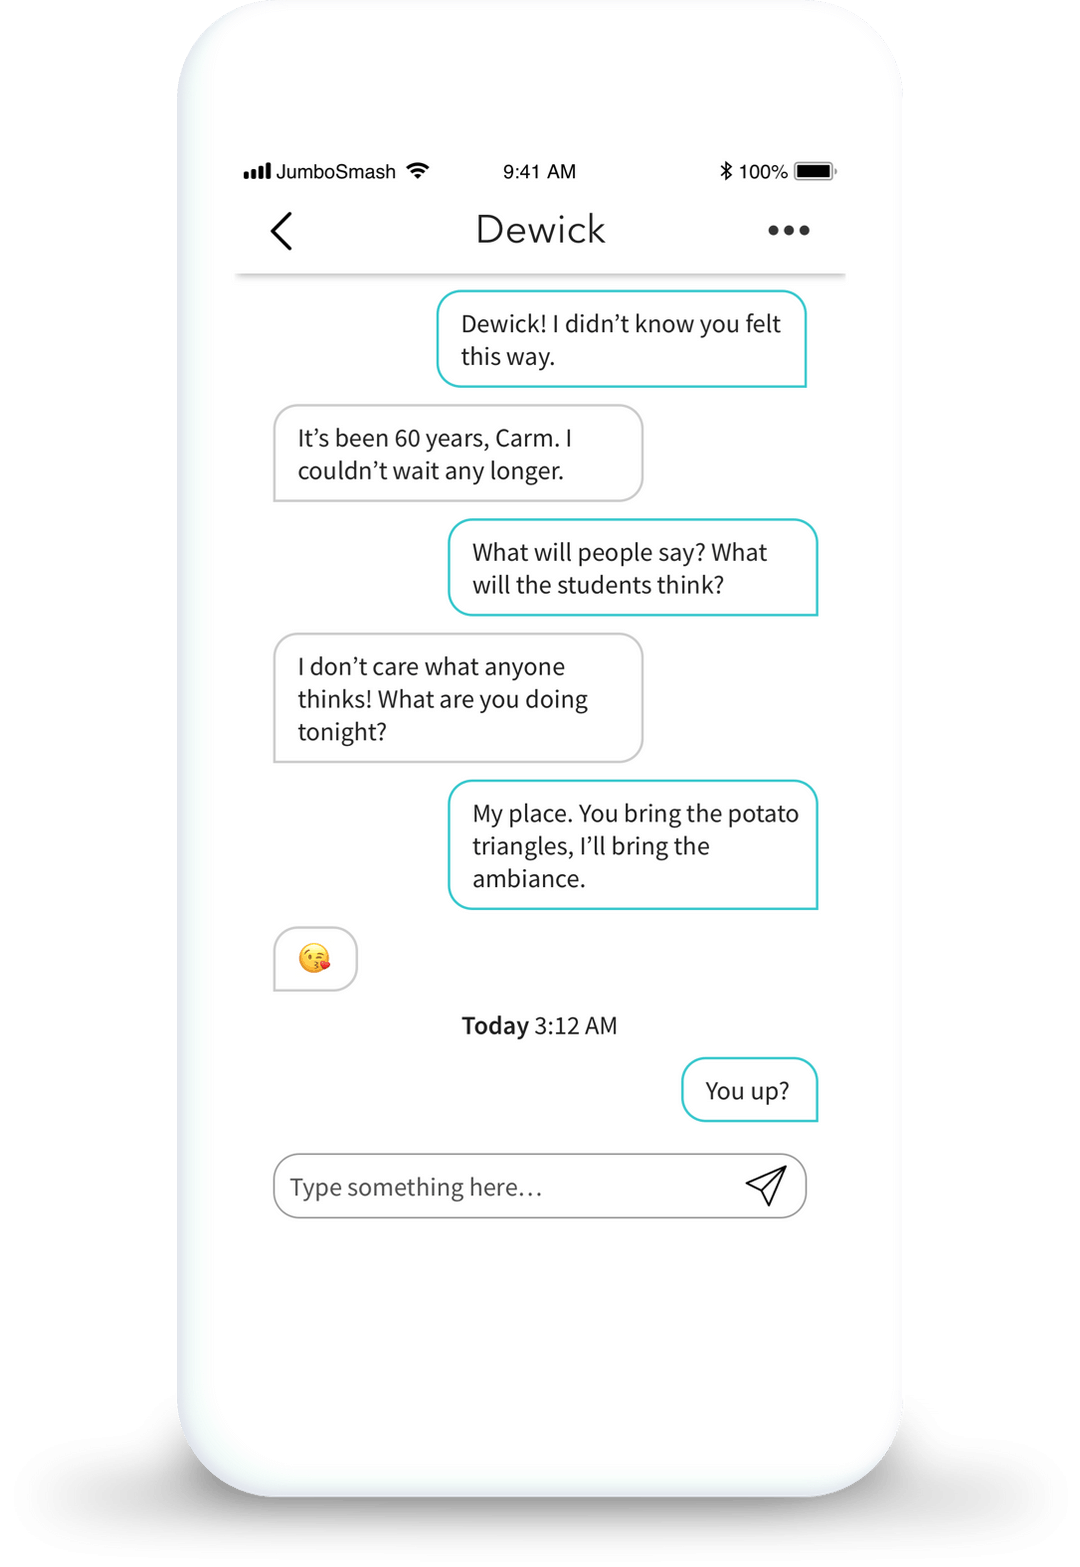 JumboSmash 9:41 AM 100%
Dewick
Dewick! I didn’t know you felt
this way.
It’s been 60 years, Carm. I
couldn’t wait any longer.
What will people say? What
will the students think?
I don’t care what anyone
thinks! What are you doing
tonight?
My place. You bring the potato
triangles, I’ll bring the
ambiance.
😘
Today 3:12 AM
You up?
Type something here...